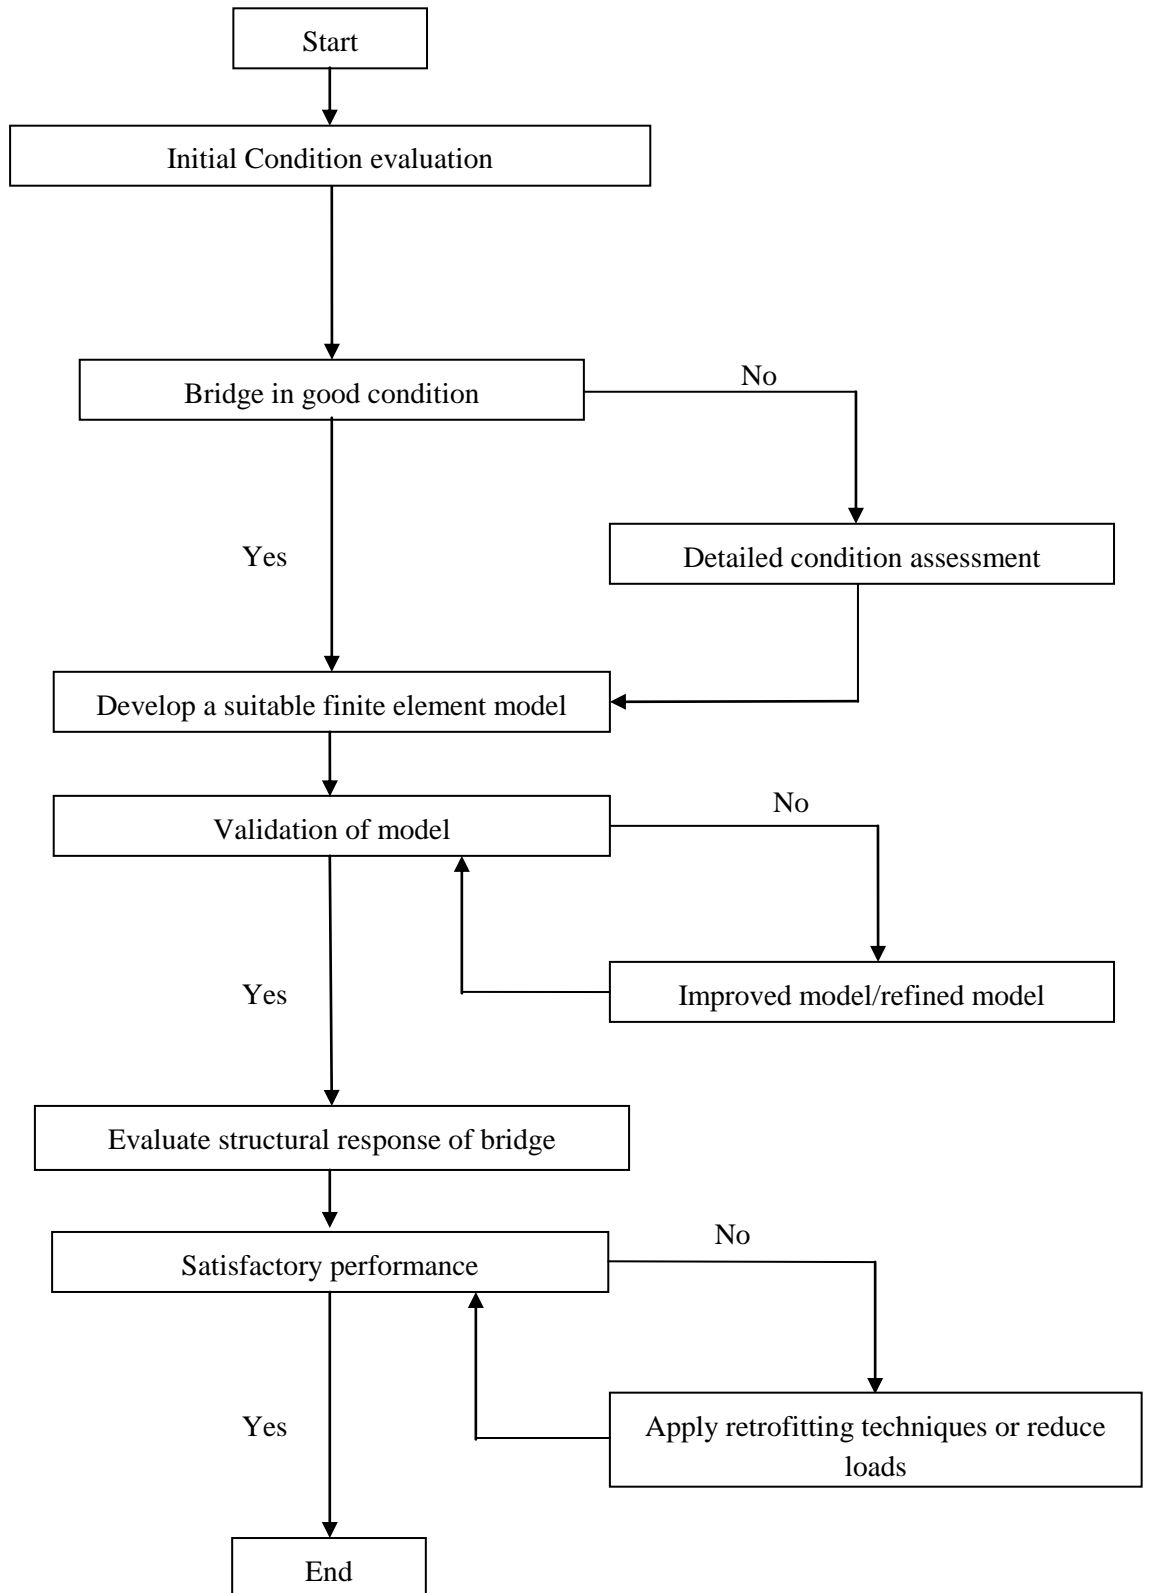 Start
Initial Condition evaluation
Bridge in good condition
No
Yes
Detailed condition assessment
Develop a suitable finite element model
Validation of model
No
Yes
Improved model/refined model
Evaluate structural response of bridge
Satisfactory performance
No
Yes
Apply retrofitting techniques or reduce
loads
End